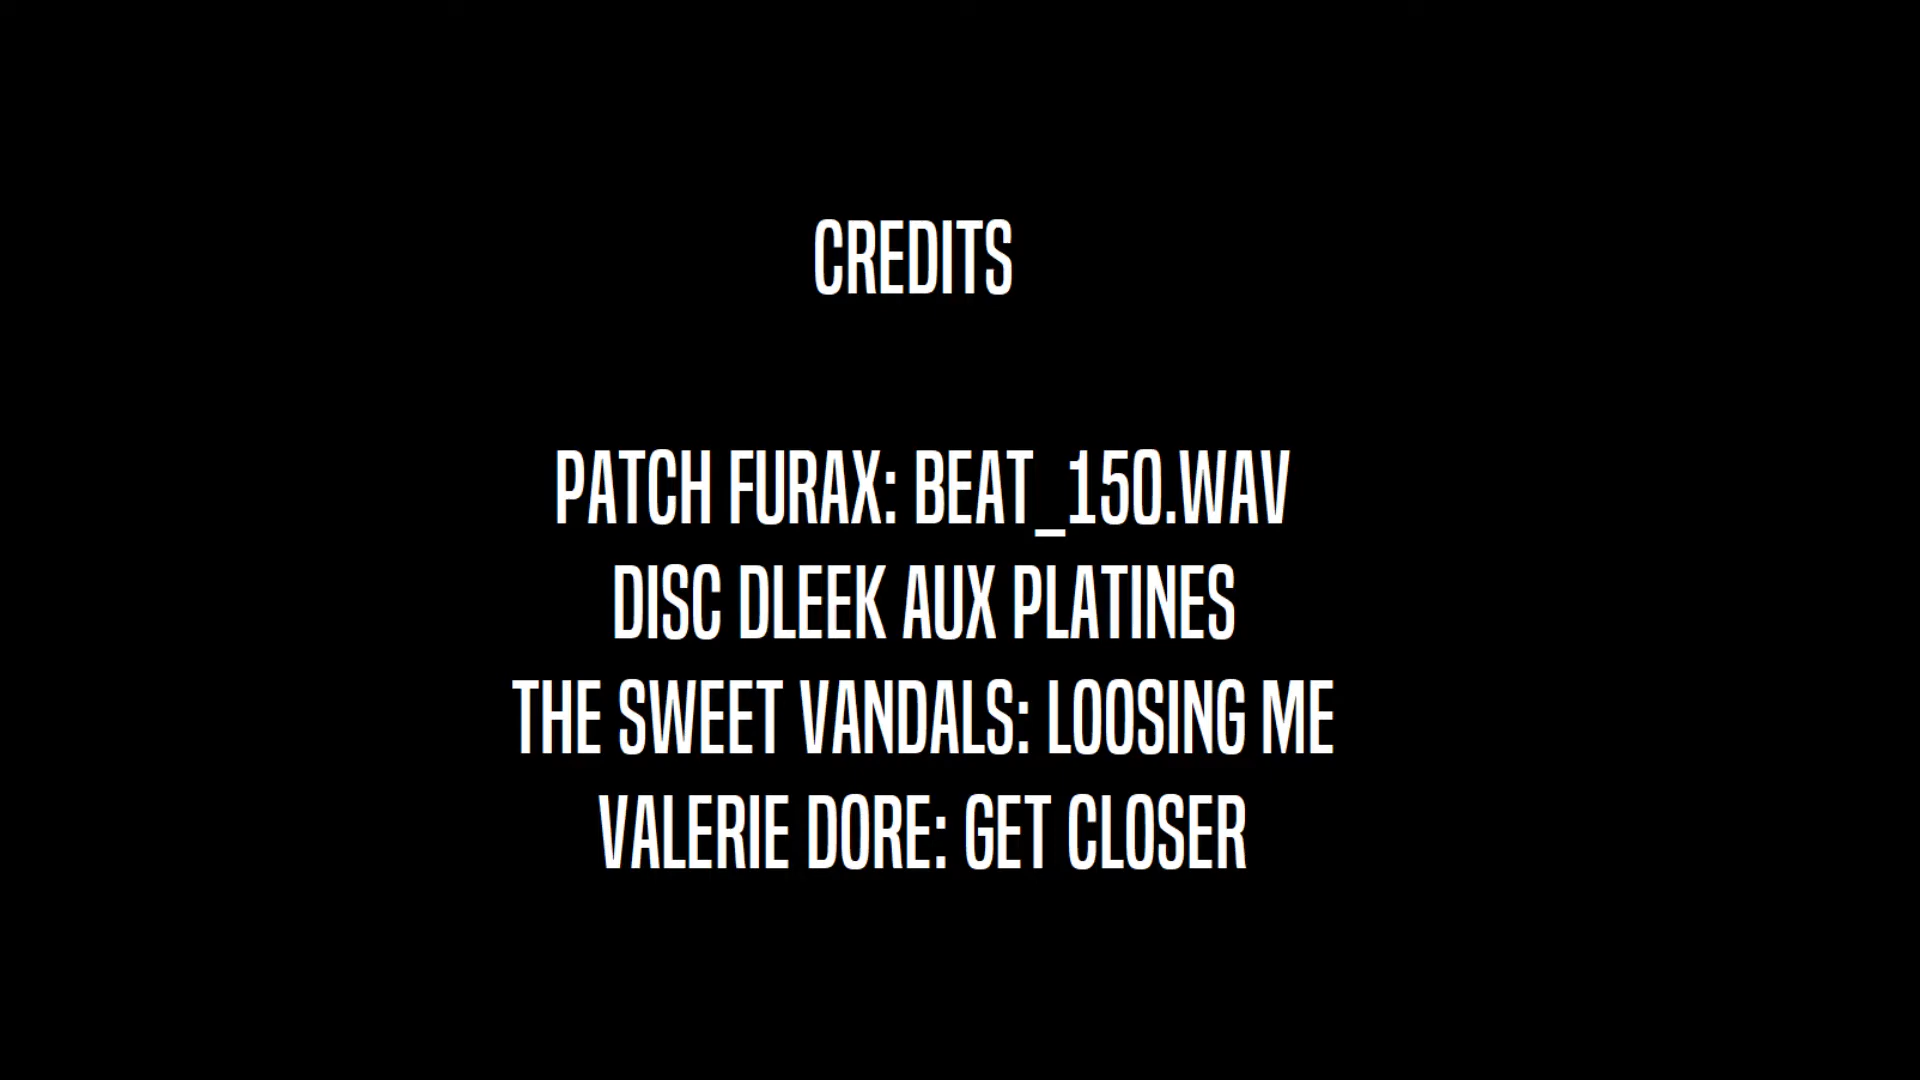 CREDITS
PATCH FURAX: BEAT_150.WAV
DISC DLEEK AUX PLATINES
THE SWEET VANDALS: LOOSING ME
VALERIE DORE: GET CLOSER